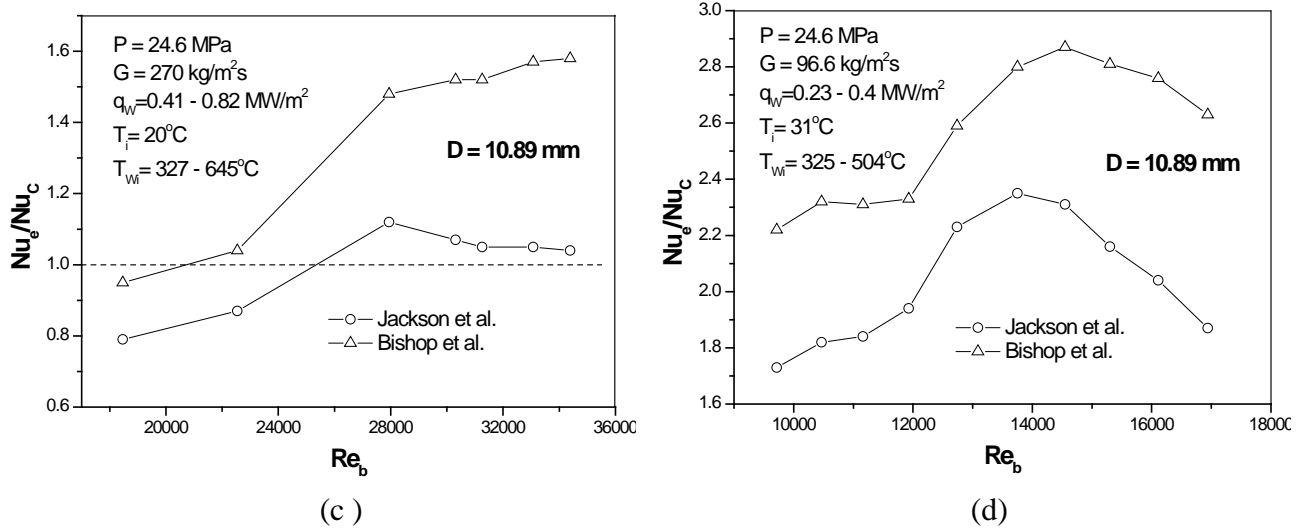 P = 24.6 MPa
G = 270 kg/m²s
q_W=0.41 - 0.82 MW/m²
T_i= 20°C
T_Wi= 327 - 645°C
D = 10.89 mm
Jackson et al.
Bishop et al.
Nu_e/Nu_C
1.6
1.4
1.2
1.0
0.8
0.6
20000 24000 28000 32000 36000
Re_b
(c )
P = 24.6 MPa
G = 96.6 kg/m²s
q_W=0.23 - 0.4 MW/m²
T_i= 31°C
T_Wi= 325 - 504°C
D = 10.89 mm
Jackson et al.
Bishop et al.
Nu_e/Nu_C
3.0
2.8
2.6
2.4
2.2
2.0
1.8
1.6
10000 12000 14000 16000 18000
Re_b
(d)